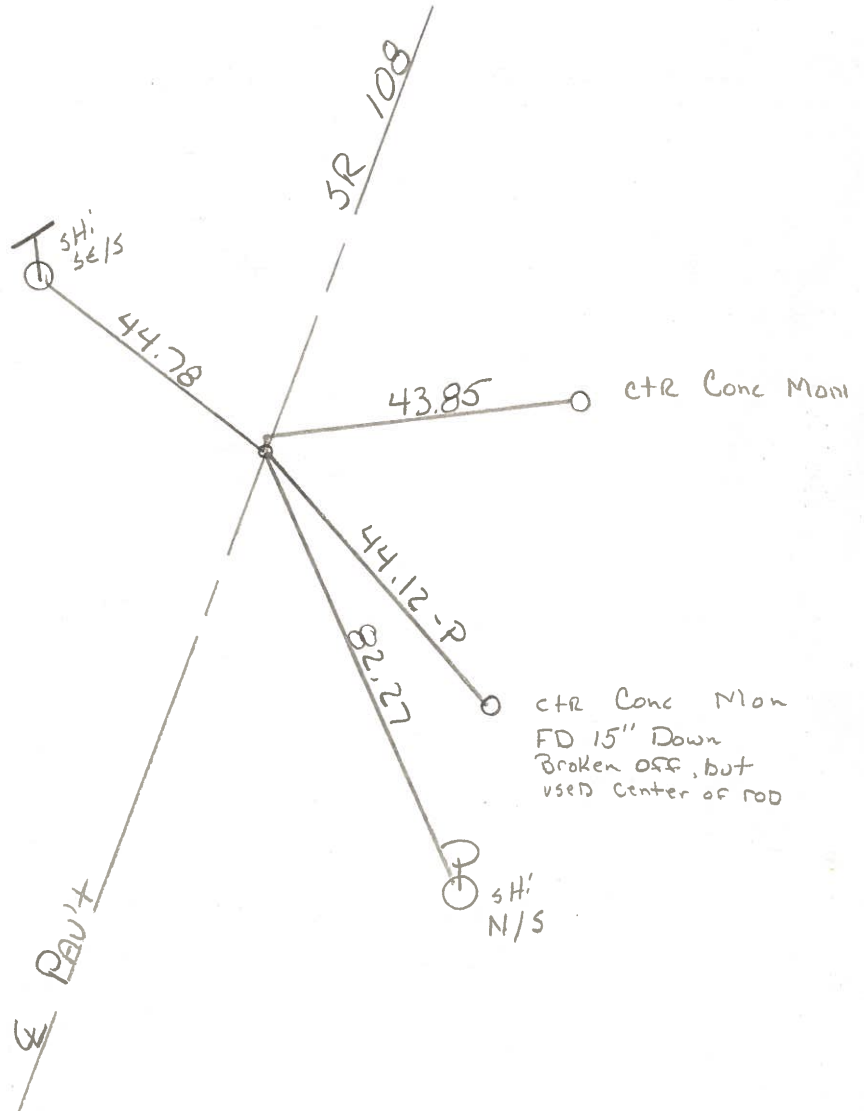 SR 108
sHi
SE/S
44.78
43.85
ctR Conc Mon
44.12 -P
82.27
ctR Conc Mon
FD 15" Down
Broken OFF, but
used Center of roD
sHi
N/S
Pav't